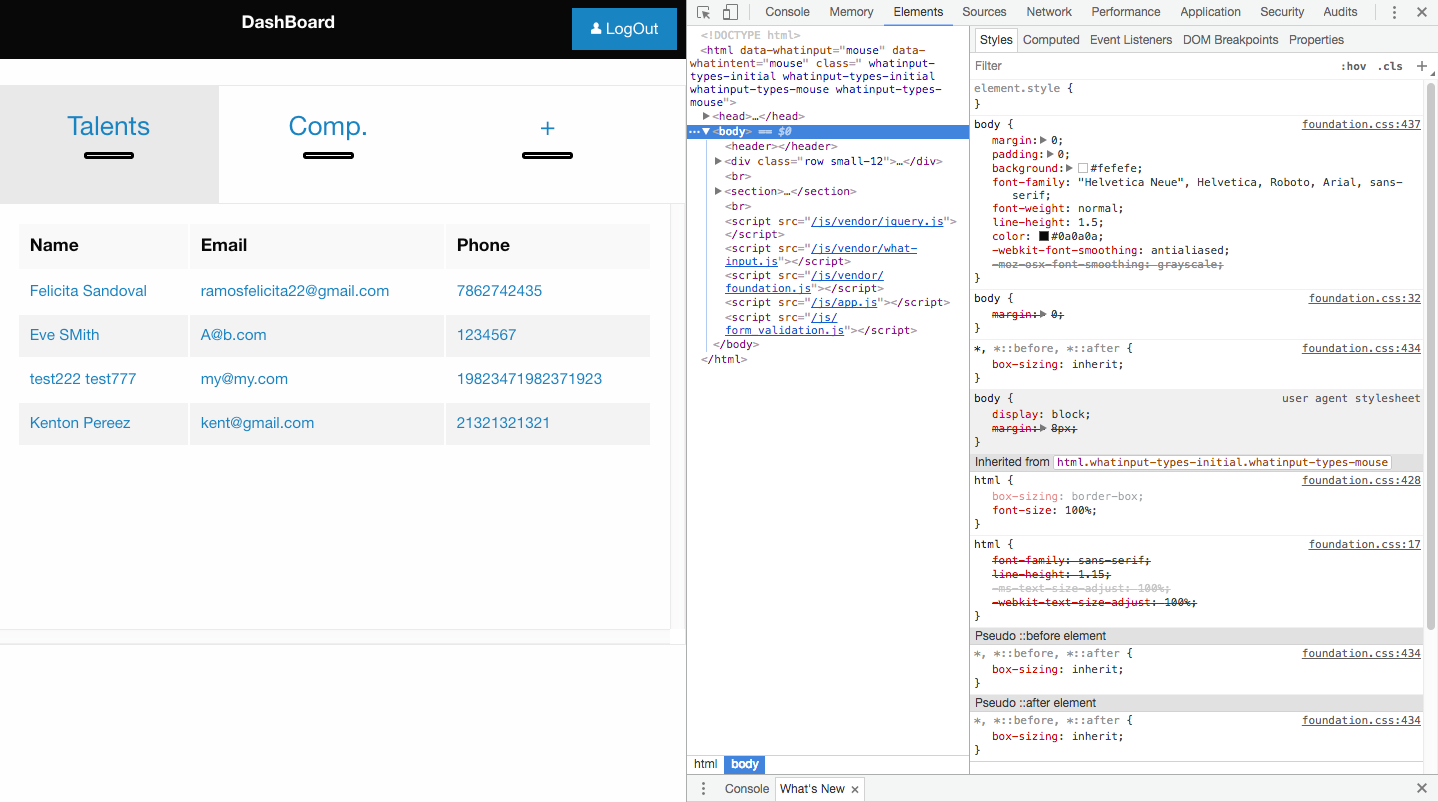 DashBoard
LogOut
Talents
Comp.
+
Name Email Phone
Felicita Sandoval ramosfelicita22@gmail.com 7862742435
Eve SMith A@b.com 1234567
test222 test777 my@my.com 19823471982371923
Kenton Pereez kent@gmail.com 21321321321
Console Memory Elements Sources Network Performance Application Security Audits
<!DOCTYPE html>
<html data-whatinput="mouse" data-
whatintent="mouse" class=" whatinput-
types-initial whatinput-types-initial
whatinput-types-mouse whatinput-types-
mouse">
<head>…</head>
<body> == $0
<header></header>
<div class="row small-12">…</div>
<br>
<section>…</section>
<br>
<script src="/js/vendor/jquery.js">
</script>
<script src="/js/vendor/what-
input.js"></script>
<script src="/js/vendor/
foundation.js"></script>
<script src="/js/app.js"></script>
<script src="/js/
form_validation.js"></script>
</body>
</html>
html body
Styles Computed Event Listeners DOM Breakpoints Properties
Filter :hov .cls +
element.style {
}
body { foundation.css:437
margin: 0;
padding: 0;
background: #fefefe;
font-family: "Helvetica Neue", Helvetica, Roboto, Arial, sans-
serif;
font-weight: normal;
line-height: 1.5;
color: #0a0a0a;
-webkit-font-smoothing: antialiased;
-moz-osx-font-smoothing: grayscale;
}
body { foundation.css:32
margin: 0;
}
*, *::before, *::after { foundation.css:434
box-sizing: inherit;
}
body { user agent stylesheet
display: block;
margin: 8px;
}
Inherited from html.whatinput-types-initial.whatinput-types-mouse
html { foundation.css:428
box-sizing: border-box;
font-size: 100%;
}
html { foundation.css:17
font-family: sans-serif;
line-height: 1.15;
-ms-text-size-adjust: 100%;
-webkit-text-size-adjust: 100%;
}
Pseudo ::before element
*, *::before, *::after { foundation.css:434
box-sizing: inherit;
}
Pseudo ::after element
*, *::before, *::after { foundation.css:434
box-sizing: inherit;
}
Console What's New ×